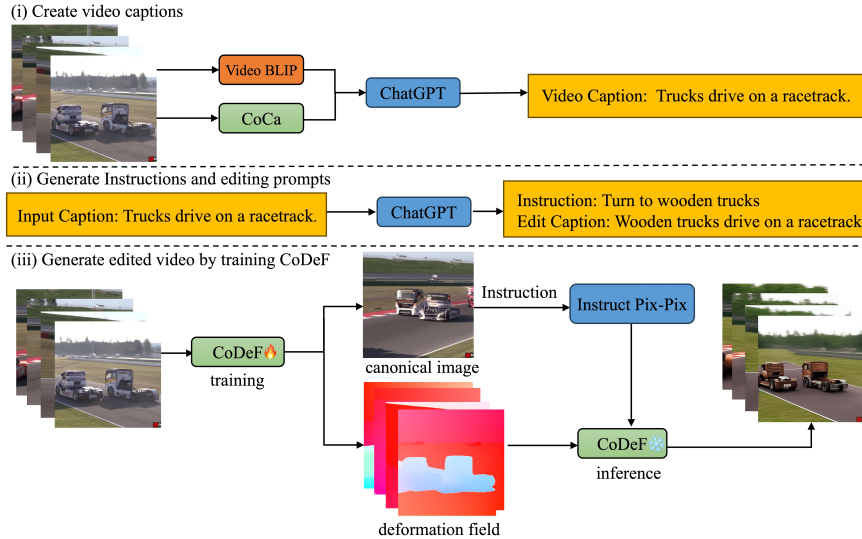 (i) Create video captions
Video BLIP
CoCa
ChatGPT
Video Caption: Trucks drive on a racetrack.
(ii) Generate Instructions and editing prompts
Input Caption: Trucks drive on a racetrack.
ChatGPT
Instruction: Turn to wooden trucks
Edit Caption: Wooden trucks drive on a racetrack
(iii) Generate edited video by training CoDeF
CoDeF
training
canonical image
Instruction
Instruct Pix-Pix
deformation field
CoDeF
inference